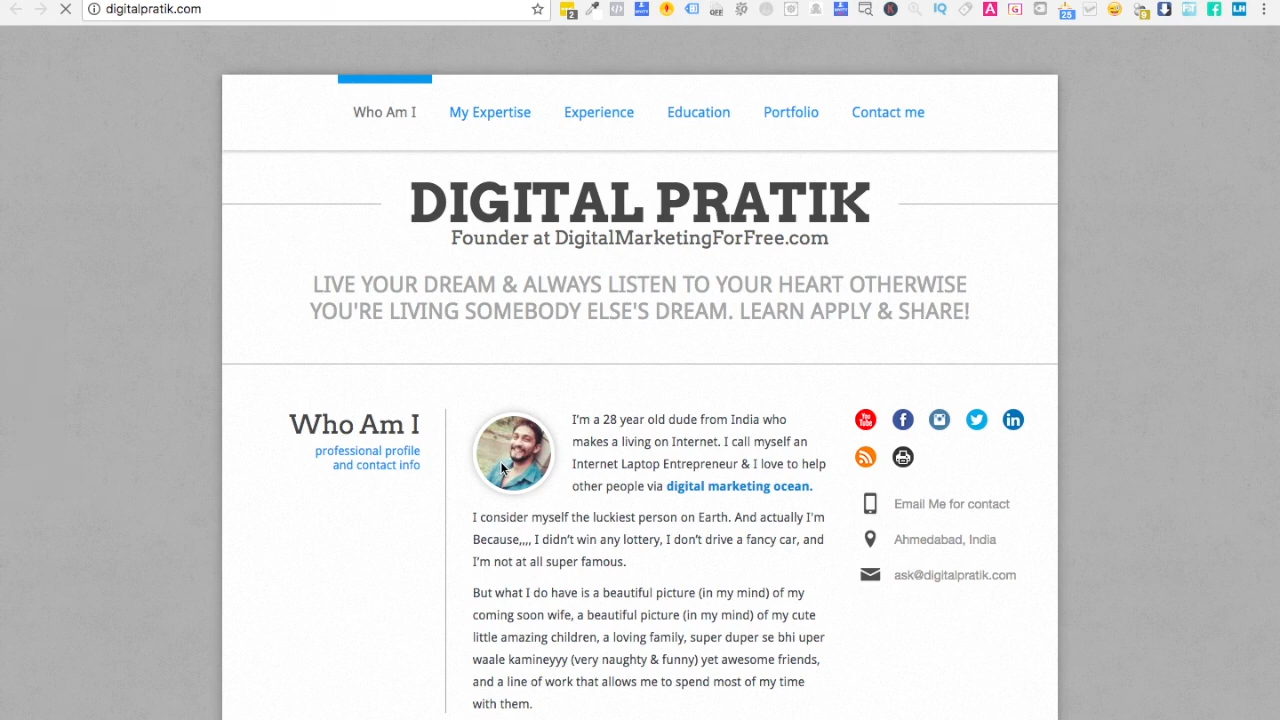 digitalpratik.com
2
OFF
IQ
K
A
G
25
9
LH
Who Am I
My Expertise
Experience
Education
Portfolio
Contact me
DIGITAL PRATIK
Founder at DigitalMarketingForFree.com
LIVE YOUR DREAM & ALWAYS LISTEN TO YOUR HEART OTHERWISE
YOU'RE LIVING SOMEBODY ELSE'S DREAM. LEARN APPLY & SHARE!
Who Am I
professional profile
and contact info
I'm a 28 year old dude from India who
makes a living on Internet. I call myself an
Internet Laptop Entrepreneur & I love to help
other people via digital marketing ocean.
I consider myself the luckiest person on Earth. And actually I'm
Because,,,, I didn't win any lottery, I don't drive a fancy car, and
I'm not at all super famous.
But what I do have is a beautiful picture (in my mind) of my
coming soon wife, a beautiful picture (in my mind) of my cute
little amazing children, a loving family, super duper se bhi uper
waale kamineyyy (very naughty & funny) yet awesome friends,
and a line of work that allows me to spend most of my time
with them.
You Tube
Email Me for contact
Ahmedabad, India
ask@digitalpratik.com